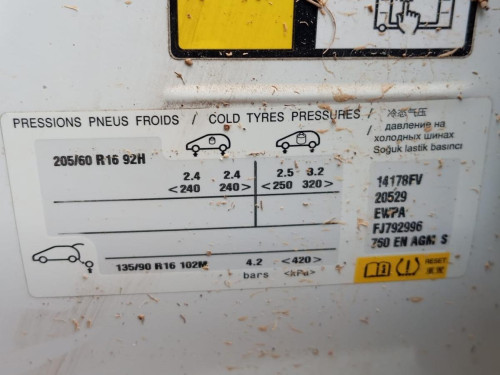 PRESSIONS PNEUS FROIDS / COLD TYRES PRESSURES / 冷态气压
/ давление на
холодных шинах
Soğuk lastik basıncı
205/60 R16 92H
2.4 2.4 2.5 3.2
<240 240> <250 320>
14178FV
20529
EWPA
FJ792996
760 EN AGM S
135/90 R16 102M 4.2 <420>
bars <kPa>
RESET